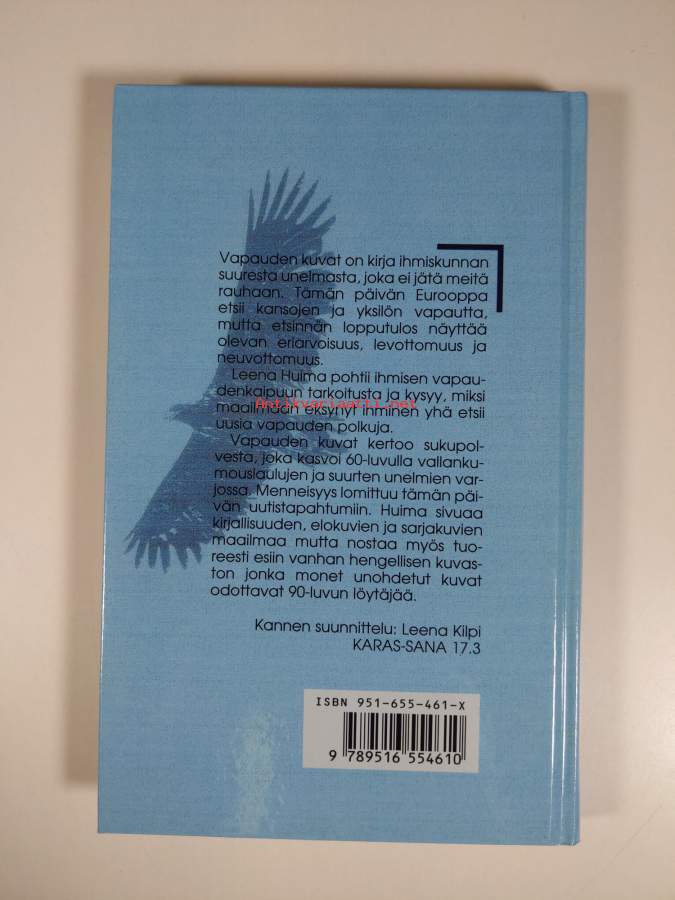 Vapauden kuvat on kirja ihmiskunnan
suuresta unelmasta, joka ei jätä meitä
rauhaan. Tämän päivän Eurooppa
etsii kansojen ja yksilön vapautta,
mutta etsinnän lopputulos näyttää
olevan eriarvoisuus, levottomuus ja
neuvottomuus.
Leena Huima pohtii ihmisen vapau-
denkaipuun tarkoitusta ja kysyy, miksi
Antikvariaatti.net
maailmaan eksynyt ihminen yhä etsii
uusia vapauden polkuja.
Vapauden kuvat kertoo sukupol-
vesta, joka kasvoi 60-luvulla vallanku-
mouslaulujen ja suurten unelmien var-
jossa. Menneisyys lomittuu tämän päi-
vän uutistapahtumiin. Huima sivuaa
kirjallisuuden, elokuvien ja sarjakuvien
maailmaa mutta nostaa myös tuo-
reesti esiin vanhan hengellisen kuvas-
ton jonka monet unohdetut kuvat
odottavat 90-luvun löytäjää.
Kannen suunnittelu: Leena Kilpi
KARAS-SANA 17.3
ISBN 951-655-461-X
9 789516 554610